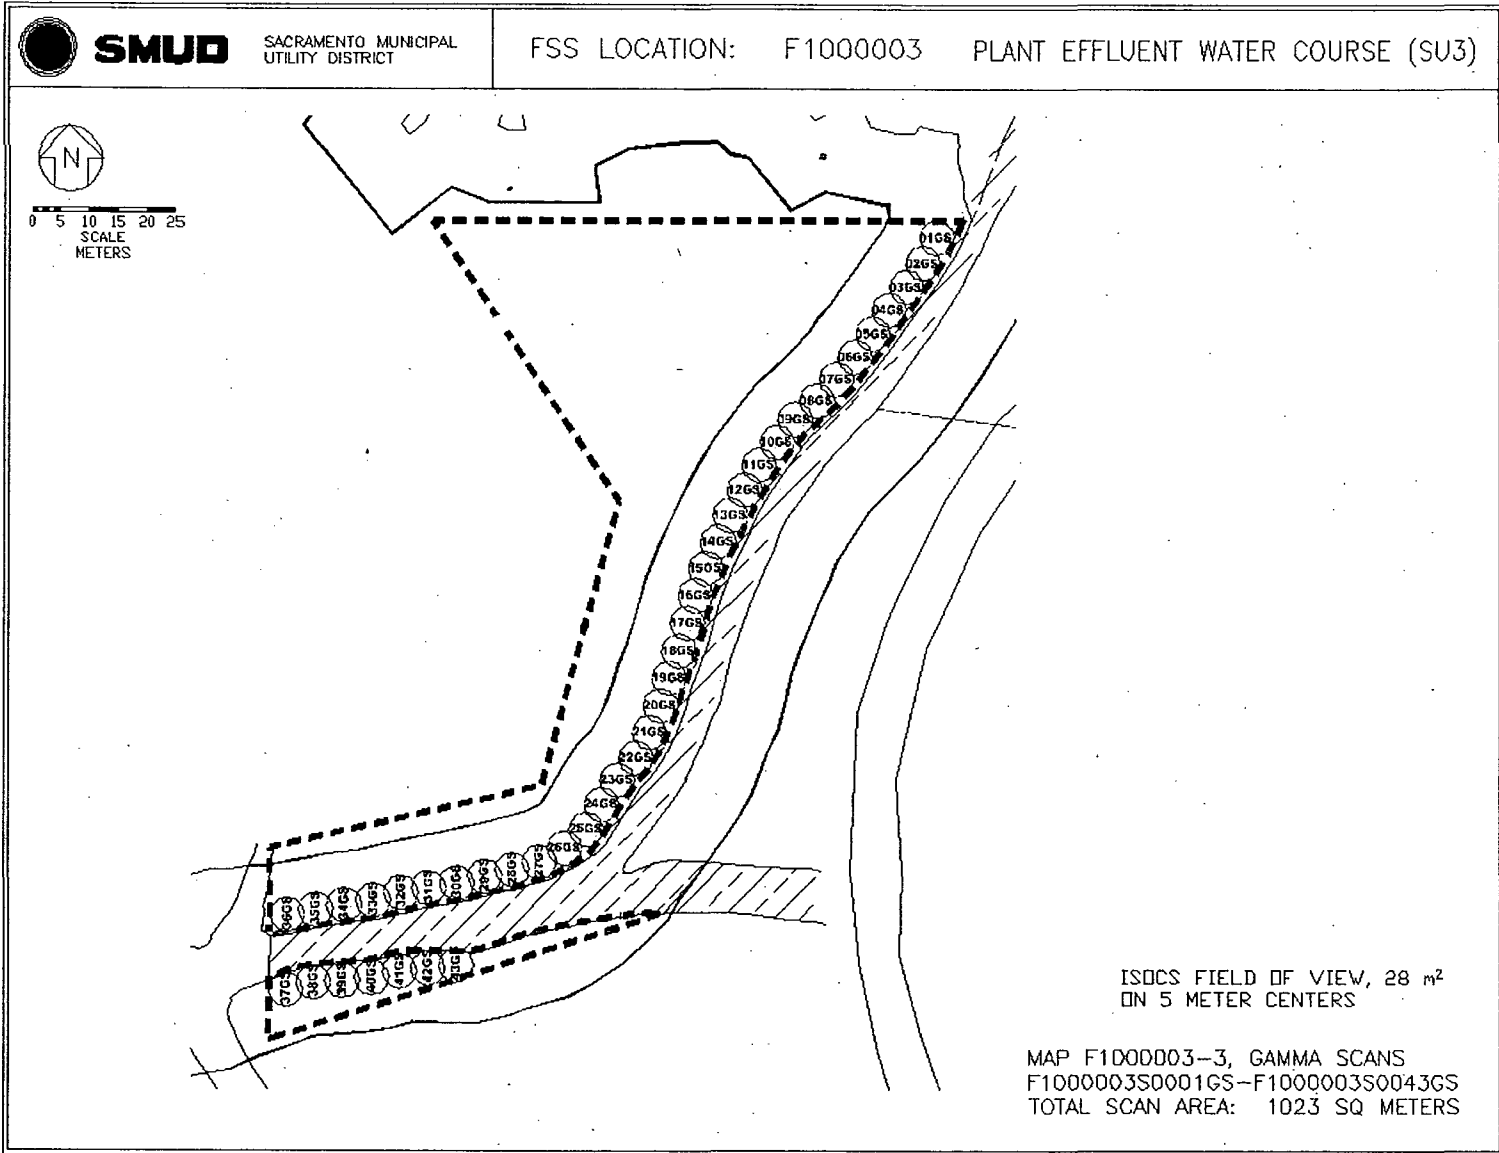 SMUD
SACRAMENTO MUNICIPAL
UTILITY DISTRICT
FSS LOCATION: F1000003 PLANT EFFLUENT WATER COURSE (SU3)
N
0 5 10 15 20 25
SCALE
METERS
01GS
02GS
03GS
04GS
05GS
06GS
07GS
08GS
09GS
10GS
11GS
12GS
13GS
14GS
15GS
16GS
17GS
18GS
19GS
20GS
21GS
22GS
23GS
24GS
25GS
26GS
27GS
28GS
29GS
30GS
31GS
32GS
33GS
34GS
35GS
36GS
37GS
38GS
39GS
40GS
41GS
42GS
43GS
ISOCS FIELD OF VIEW, 28 m²
ON 5 METER CENTERS
MAP F1000003-3, GAMMA SCANS
F1000003S0001GS-F1000003S0043GS
TOTAL SCAN AREA: 1023 SQ METERS